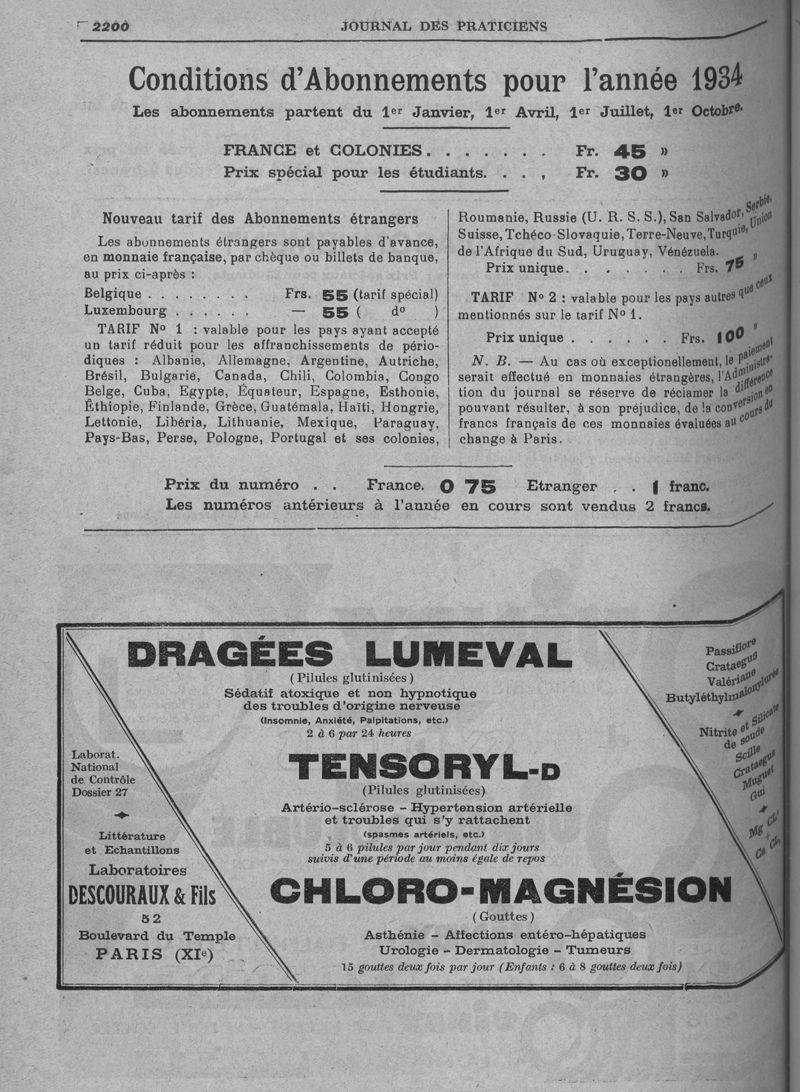 2200
JOURNAL DES PRATICIENS
Conditions d'Abonnements pour l'année 1934
Les abonnements partent du 1er Janvier, 1er Avril, 1er Juillet, 1er Octobre.
FRANCE et COLONIES. . . . . . . Fr. 45 »
Prix spécial pour les étudiants. . . , Fr. 30 »
Nouveau tarif des Abonnements étrangers
Les abonnements étrangers sont payables d'avance,
en monnaie française, par chèque ou billets de banque,
au prix ci-après :
Belgique . . . . . . . . Frs. 55 (tarif spécial)
Luxembourg . . . . . . — 55 ( do )
TARIF No 1 : valable pour les pays ayant accepté
un tarif réduit pour les affranchissements de pério-
diques : Albanie, Allemagne, Argentine, Autriche,
Brésil, Bulgarie, Canada, Chili, Colombia, Congo
Belge, Cuba, Egypte, Équateur, Espagne, Esthonie,
Éthiopie, Finlande, Grèce, Guatémala, Haïti, Hongrie,
Lettonie, Libéria, Lithuanie, Mexique, Paraguay,
Pays-Bas, Perse, Pologne, Portugal et ses colonies,
Roumanie, Russie (U. R. S. S.), San Salvador, Serbie,
Suisse, Tchéco-Slovaquie, Terre-Neuve, Turquie, Union
de l'Afrique du Sud, Uruguay, Vénézuela.
Prix unique. . . . . . . . Frs. 75 »
TARIF No 2 : valable pour les pays autres que ceux
mentionnés sur le tarif No 1.
Prix unique . . . . . . Frs. 100 »
N. B. — Au cas où exceptionellement, le paiement
serait effectué en monnaies étrangères, l'Administra-
tion du journal se réserve de réclamer la différence
pouvant résulter, à son préjudice, de la conversion en
francs français de ces monnaies évaluées au cours du
change à Paris.
Prix du numéro . . France. 0 75 Etranger . . 1 franc.
Les numéros antérieurs à l'année en cours sont vendus 2 francs.
DRAGÉES LUMEVAL
(Pilules glutinisées)
Sédatif atoxique et non hypnotique
des troubles d'origine nerveuse
(Insomnie, Anxiété, Palpitations, etc.)
2 à 6 par 24 heures
Passiflore
Crataegus
Valériane
Butyléthylmalonylurée
TENSORYL-D
(Pilules glutinisées)
Artério-sclérose - Hypertension artérielle
et troubles qui s'y rattachent
(spasmes artériels, etc.)
5 à 6 pilules par jour pendant dix jours
suivis d'une période au moins égale de repos
Nitrite et Silicate
de soude
Scille
Crataegus
Muguet
Gui
CHLORO-MAGNÉSION
(Gouttes)
Asthénie - Affections entéro-hépatiques
Urologie - Dermatologie - Tumeurs
15 gouttes deux fois par jour (Enfants : 6 à 8 gouttes deux fois)
Mg Cl²
Ca Cl²
Laborat.
National
de Contrôle
Dossier 27
Littérature
et Echantillons
Laboratoires
DESCOURAUX & Fils
52
Boulevard du Temple
PARIS (XIe)